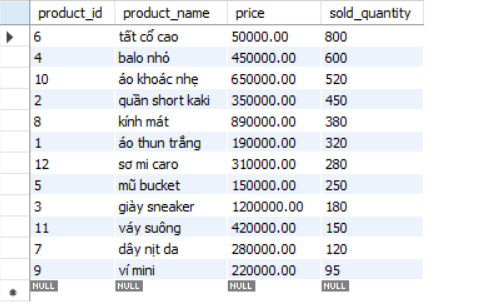 product_id product_name price sold_quantity
6 tất cổ cao 50000.00 800
4 balo nhỏ 450000.00 600
10 áo khoác nhẹ 650000.00 520
2 quần short kaki 350000.00 450
8 kính mát 890000.00 380
1 áo thun trắng 190000.00 320
12 sơ mi caro 310000.00 280
5 mũ bucket 150000.00 250
3 giày sneaker 1200000.00 180
11 váy suông 420000.00 150
7 dây nịt da 280000.00 120
9 ví mini 220000.00 95
NULL NULL NULL NULL